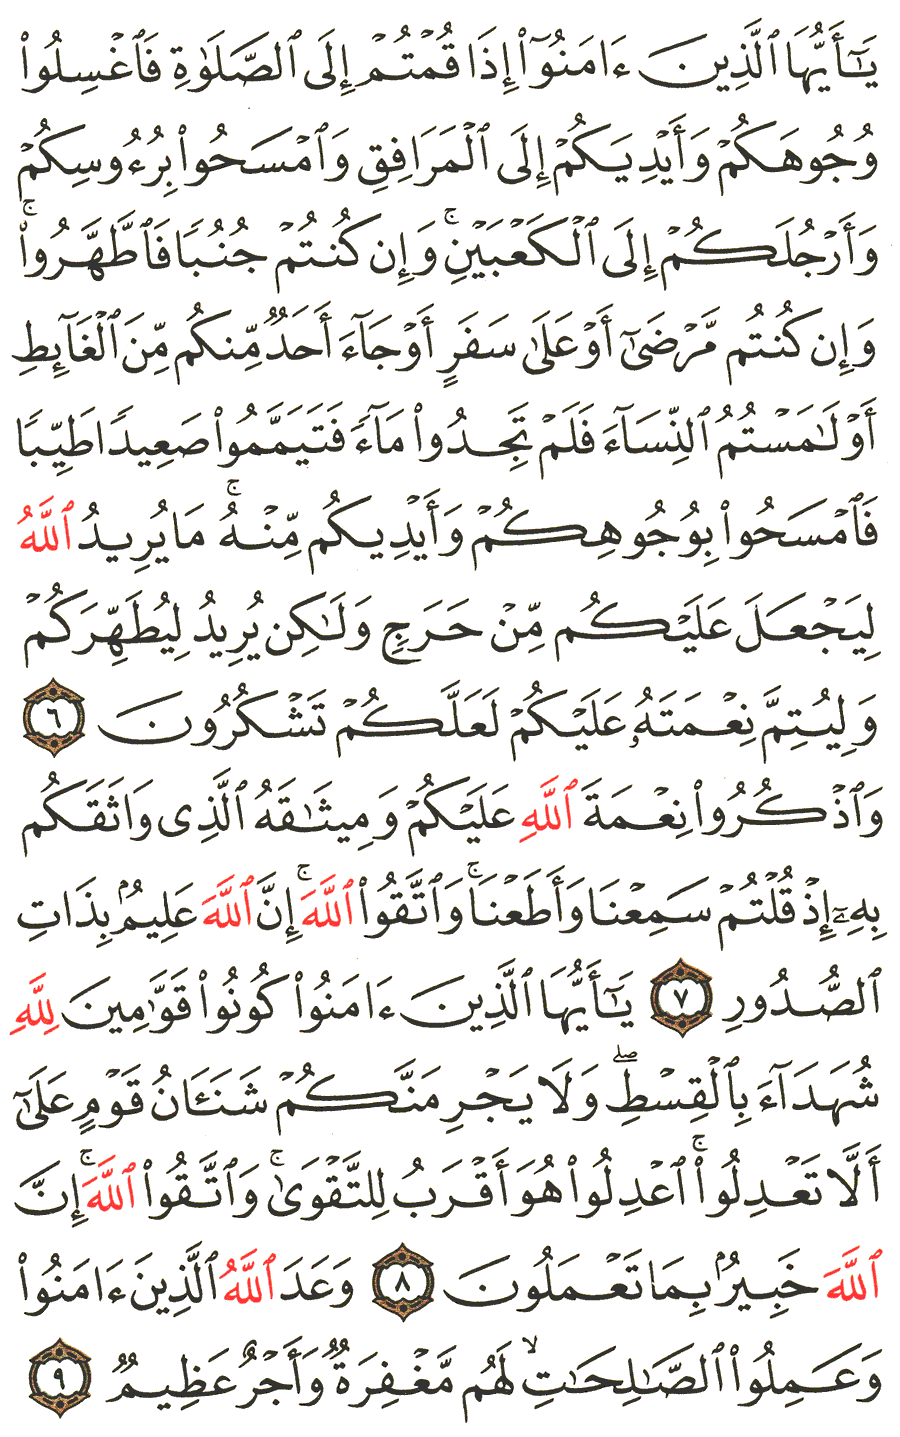 يَٰٓأَيُّهَا ٱلَّذِينَ ءَامَنُوٓا۟ إِذَا قُمْتُمْ إِلَى ٱلصَّلَوٰةِ فَٱغْسِلُوا۟
وُجُوهَكُمْ وَأَيْدِيَكُمْ إِلَى ٱلْمَرَافِقِ وَٱمْسَحُوا۟ بِرُءُوسِكُمْ
وَأَرْجُلَكُمْ إِلَى ٱلْكَعْبَيْنِ ۚ وَإِن كُنتُمْ جُنُبًا فَٱطَّهَّرُوا۟ ۚ
وَإِن كُنتُم مَّرْضَىٰٓ أَوْ عَلَىٰ سَفَرٍ أَوْ جَآءَ أَحَدٌ مِّنكُم مِّنَ ٱلْغَآئِطِ
أَوْ لَٰمَسْتُمُ ٱلنِّسَآءَ فَلَمْ تَجِدُوا۟ مَآءً فَتَيَمَّمُوا۟ صَعِيدًا طَيِّبًا
فَٱمْسَحُوا۟ بِوُجُوهِكُمْ وَأَيْدِيكُم مِّنْهُ ۚ مَا يُرِيدُ ٱللَّهُ
لِيَجْعَلَ عَلَيْكُم مِّنْ حَرَجٍ وَلَٰكِن يُرِيدُ لِيُطَهِّرَكُمْ
وَلِيُتِمَّ نِعْمَتَهُۥ عَلَيْكُمْ لَعَلَّكُمْ تَشْكُرُونَ ٦
وَٱذْكُرُوا۟ نِعْمَةَ ٱللَّهِ عَلَيْكُمْ وَمِيثَٰقَهُ ٱلَّذِى وَاثَقَكُم
بِهِۦٓ إِذْ قُلْتُمْ سَمِعْنَا وَأَطَعْنَا ۖ وَٱتَّقُوا۟ ٱللَّهَ ۚ إِنَّ ٱللَّهَ عَلِيمٌۢ بِذَاتِ
ٱلصُّدُورِ ٧ يَٰٓأَيُّهَا ٱلَّذِينَ ءَامَنُوا۟ كُونُوا۟ قَوَّٰمِينَ لِلَّهِ
شُهَدَآءَ بِٱلْقِسْطِ ۖ وَلَا يَجْرِمَنَّكُمْ شَنَـَٔانُ قَوْمٍ عَلَىٰٓ
أَلَّا تَعْدِلُوا۟ ۚ ٱعْدِلُوا۟ هُوَ أَقْرَبُ لِلتَّقْوَىٰ ۖ وَٱتَّقُوا۟ ٱللَّهَ ۚ إِنَّ
ٱللَّهَ خَبِيرٌۢ بِمَا تَعْمَلُونَ ٨ وَعَدَ ٱللَّهُ ٱلَّذِينَ ءَامَنُوا۟
وَعَمِلُوا۟ ٱلصَّٰلِحَٰتِ ۙ لَهُم مَّغْفِرَةٌ وَأَجْرٌ عَظِيمٌ ٩